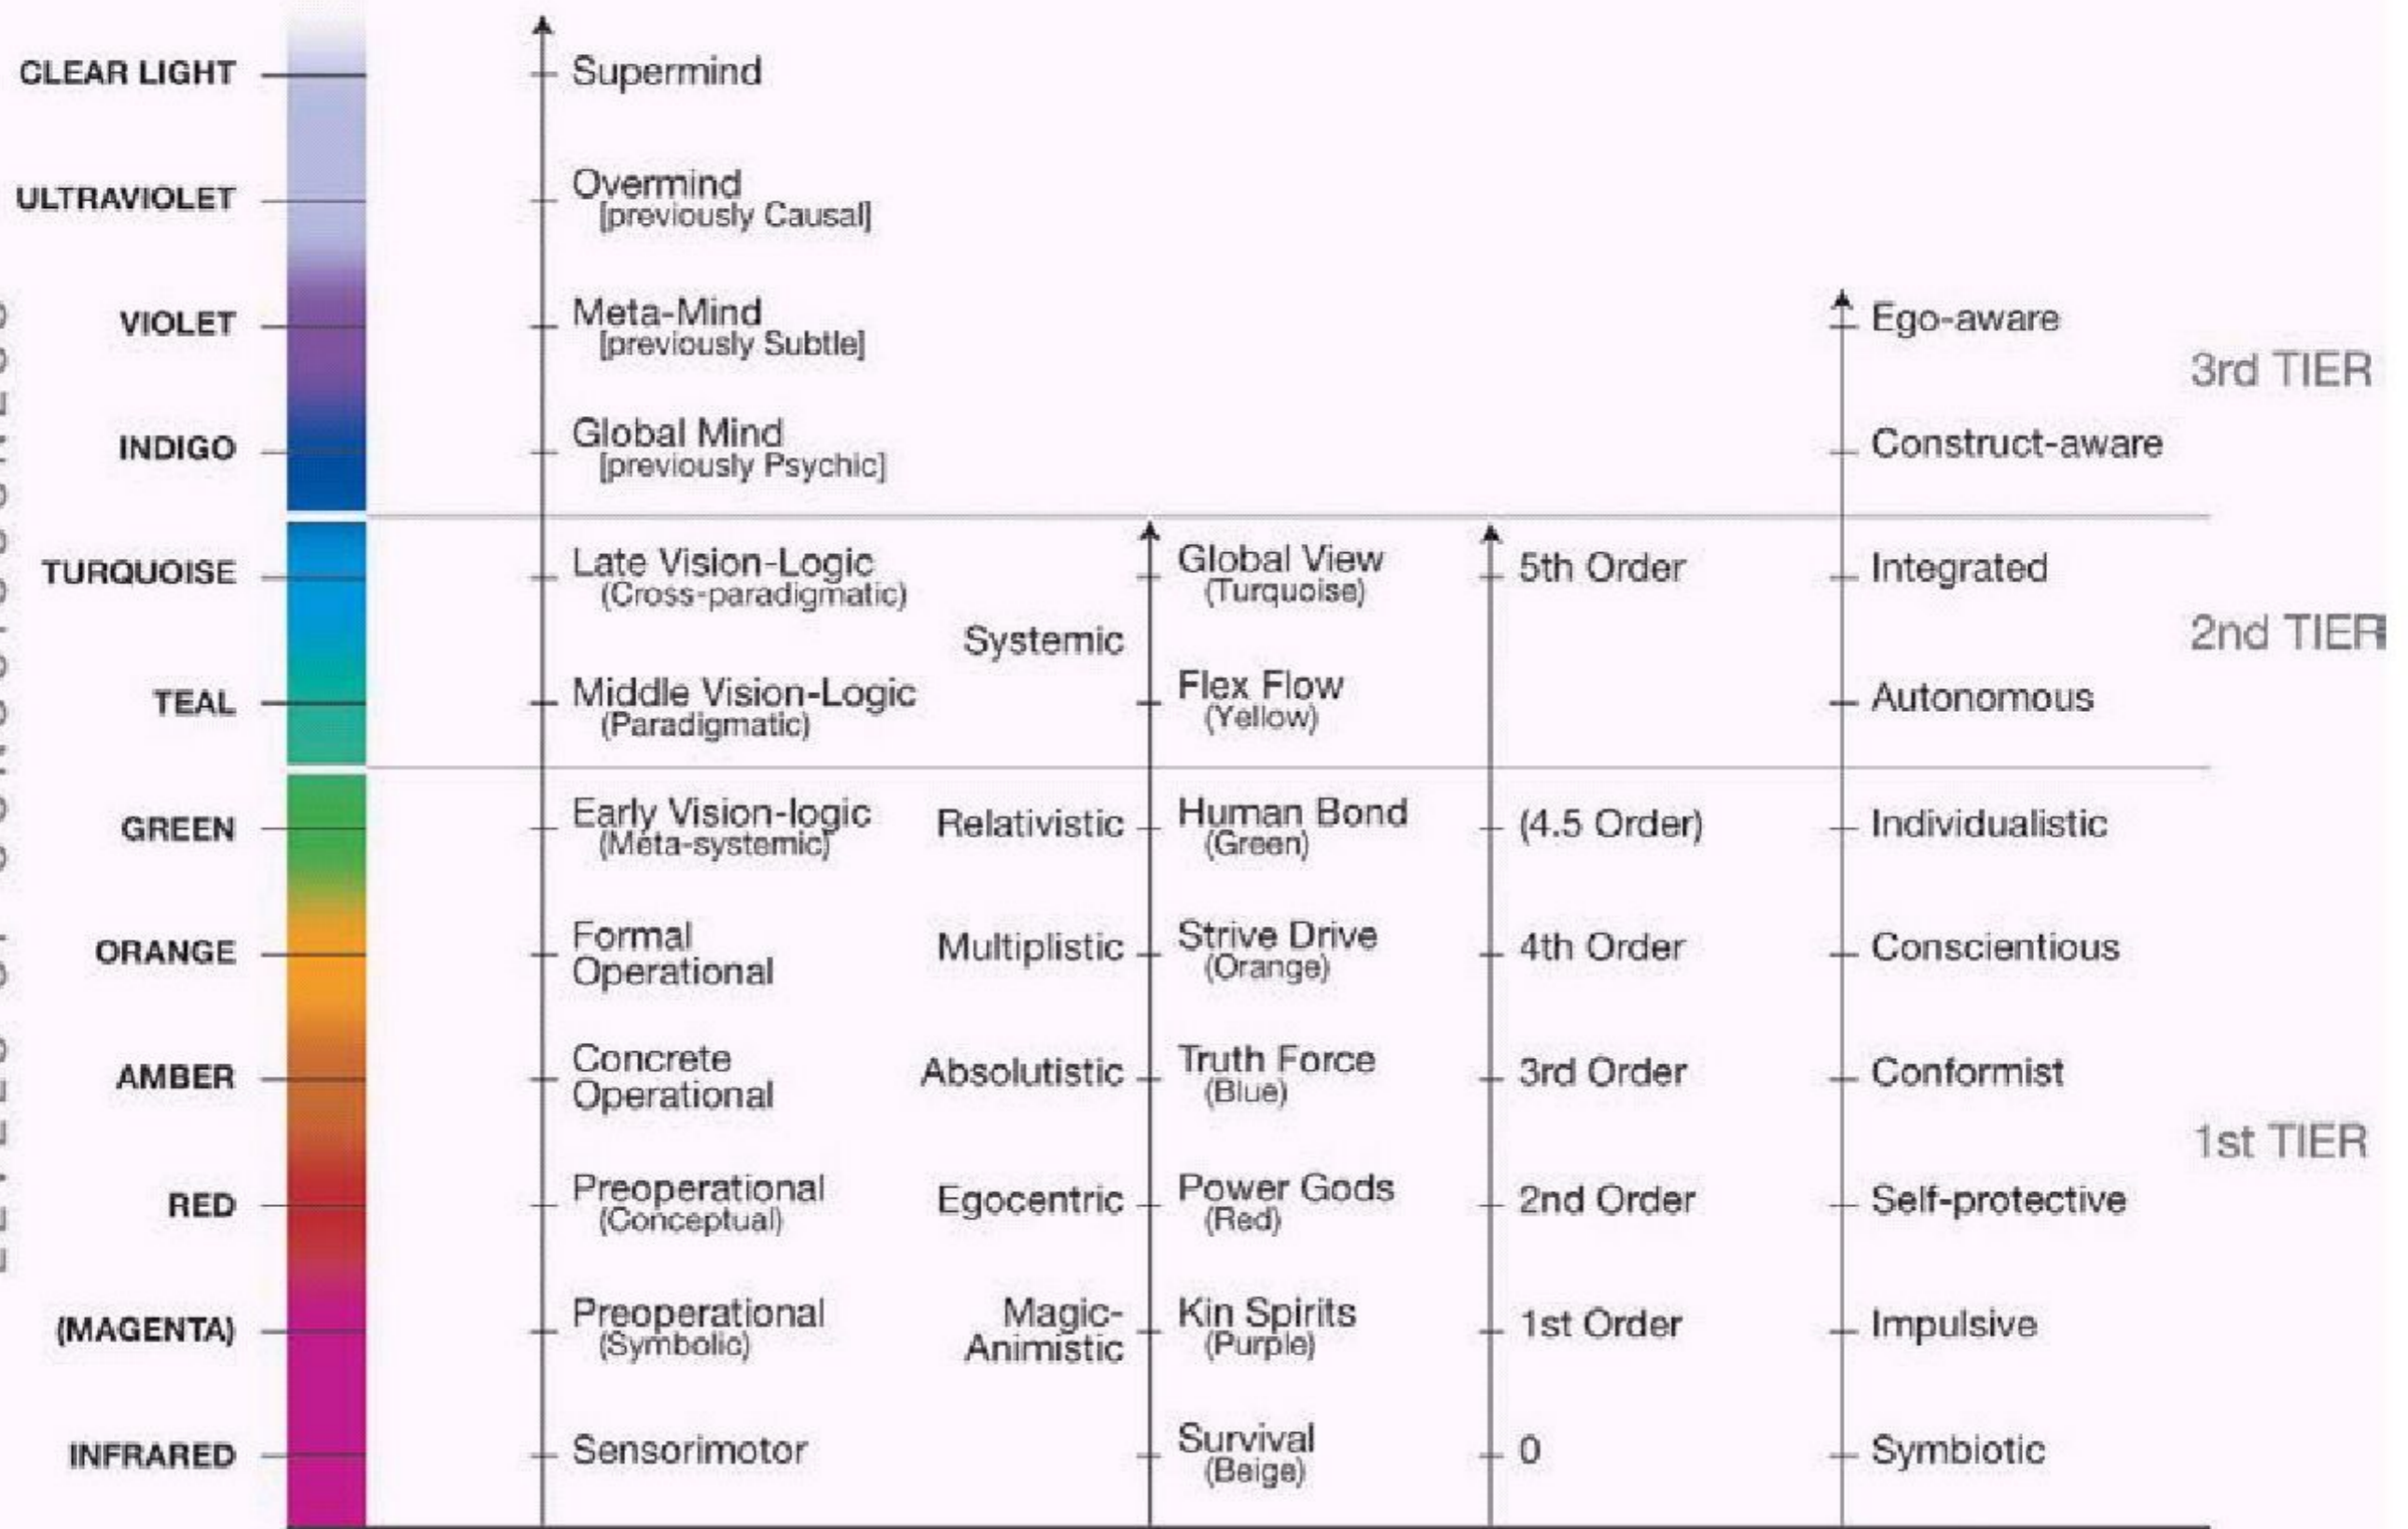 CLEAR LIGHT
Supermind
ULTRAVIOLET
Overmind
[previously Causal]
VIOLET
Meta-Mind
[previously Subtle]
Ego-aware
3rd TIER
INDIGO
Global Mind
[previously Psychic]
Construct-aware
TURQUOISE
Late Vision-Logic
(Cross-paradigmatic)
Global View
(Turquoise)
5th Order
Integrated
Systemic
2nd TIER
TEAL
Middle Vision-Logic
(Paradigmatic)
Flex Flow
(Yellow)
Autonomous
GREEN
Early Vision-logic
(Meta-systemic)
Relativistic
Human Bond
(Green)
(4.5 Order)
Individualistic
ORANGE
Formal
Operational
Multiplistic
Strive Drive
(Orange)
4th Order
Conscientious
AMBER
Concrete
Operational
Absolutistic
Truth Force
(Blue)
3rd Order
Conformist
1st TIER
RED
Preoperational
(Conceptual)
Egocentric
Power Gods
(Red)
2nd Order
Self-protective
(MAGENTA)
Preoperational
(Symbolic)
Magic-
Animistic
Kin Spirits
(Purple)
1st Order
Impulsive
INFRARED
Sensorimotor
Survival
(Beige)
0
Symbiotic